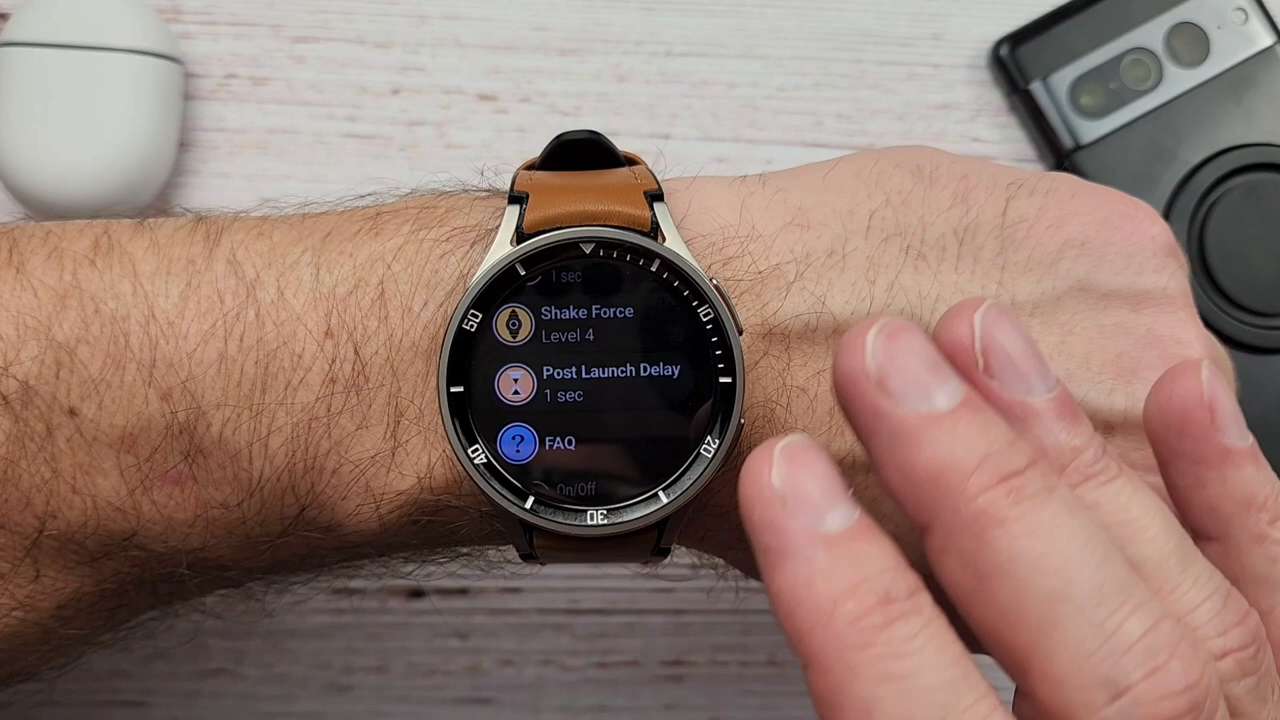 1 sec
Shake Force
Level 4
Post Launch Delay
1 sec
?
FAQ
On/Off
10
20
30
40
50